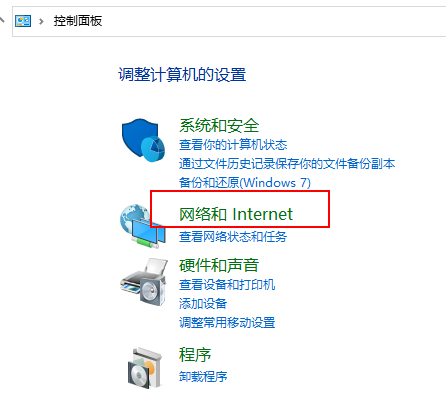 控制面板
调整计算机的设置
系统和安全
查看你的计算机状态
通过文件历史记录保存你的文件备份副本
备份和还原(Windows 7)
网络和 Internet
查看网络状态和任务
硬件和声音
查看设备和打印机
添加设备
调整常用移动设置
程序
卸载程序